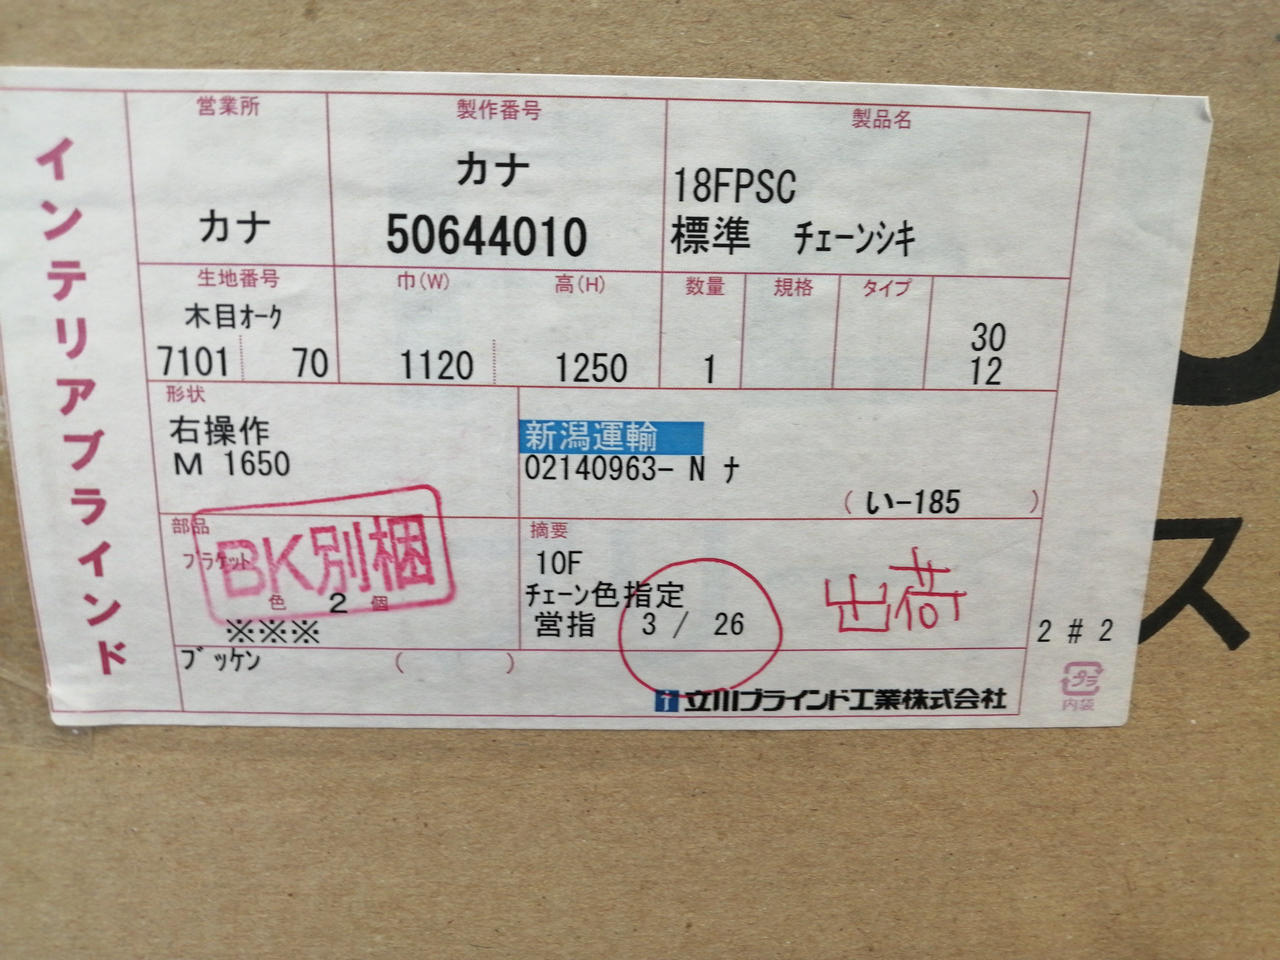 インテリアブラインド
営業所
カナ
製作番号
カナ
50644010
製品名
18FPSC
標準 ﾁｪｰﾝｼｷ
生地番号
木目ｵｰｸ
7101 70
巾(W)
1120
高(H)
1250
数量
1
規格
タイプ
30
12
形状
右操作
M 1650
新潟運輸
02140963- N ﾅ
( い-185 )
部品
ブラケット
BK別梱
色 2 個
※※※
摘要
10F
ﾁｪｰﾝ色指定
営指 3 / 26
出荷
2 # 2
ﾌﾞｯｹﾝ ( )
立川ブラインド工業株式会社
プラ
内袋
ス